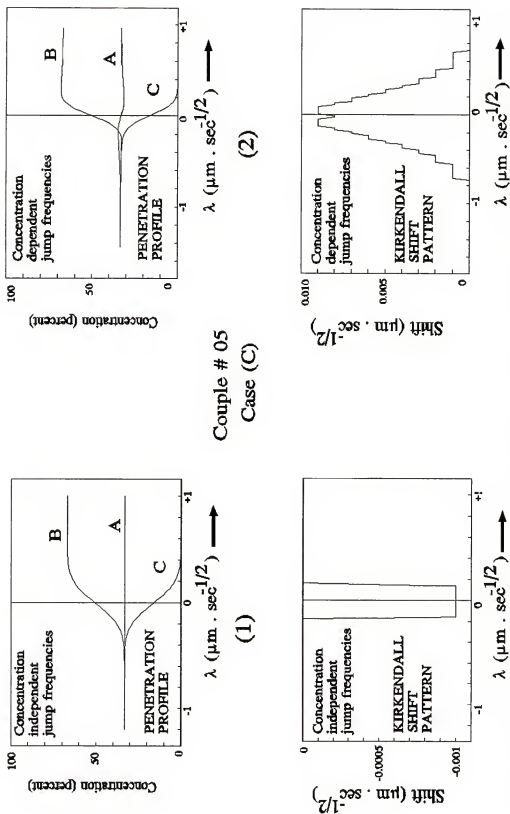 100
50
0
Concentration (percent)
Concentration
independent
jump frequencies
PENETRATION
PROFILE
B
A
C
-1
0
+1
λ (μm . sec-1/2)
(1)
100
50
0
Concentration (percent)
Concentration
dependent
jump frequencies
PENETRATION
PROFILE
B
A
C
-1
0
+1
λ (μm . sec-1/2)
(2)
Couple # 05
Case (C)
0
-0.0005
-0.001
Shift (μm . sec-1/2)
Concentration
independent
jump frequencies
KIRKENDALL
SHIFT
PATTERN
-1
0
+1
λ (μm . sec-1/2)
0.010
0.005
0
Shift (μm . sec-1/2)
Concentration
dependent
jump frequencies
KIRKENDALL
SHIFT
PATTERN
-1
0
+1
λ (μm . sec-1/2)